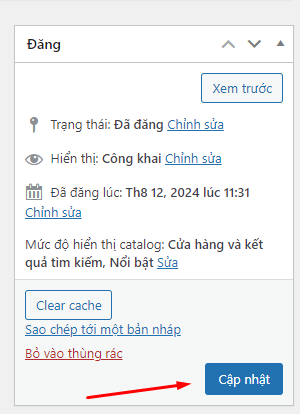 Đăng
Xem trước
Trạng thái: Đã đăng Chỉnh sửa
Hiển thị: Công khai Chỉnh sửa
Đã đăng lúc: Th8 12, 2024 lúc 11:31
Chỉnh sửa
Mức độ hiển thị catalog: Cửa hàng và kết
quả tìm kiếm, Nổi bật Sửa
Clear cache
Sao chép tới một bản nháp
Bỏ vào thùng rác
Cập nhật